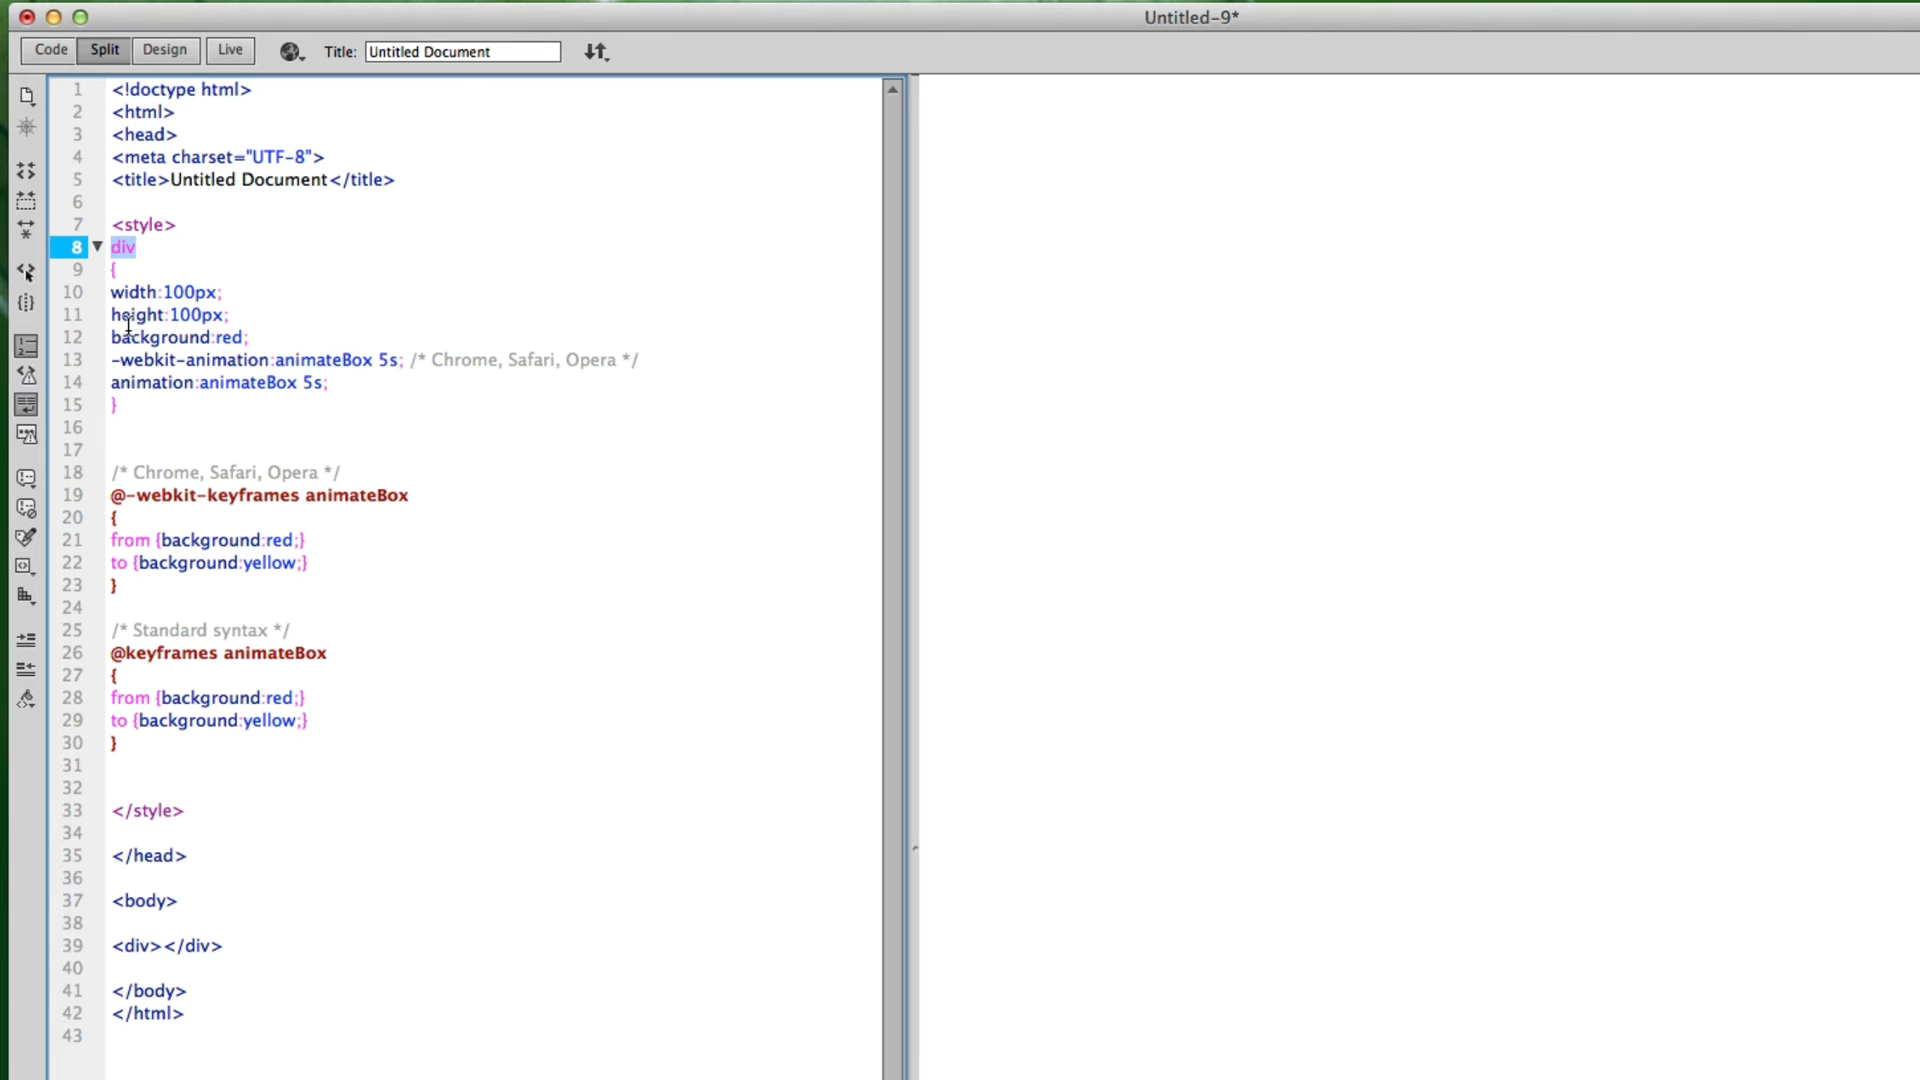 Untitled-9*
Code Split Design Live Title: Untitled Document
1 <!doctype html>
2 <html>
3 <head>
4 <meta charset="UTF-8">
5 <title>Untitled Document</title>
6
7 <style>
8 div
9 {
10 width:100px;
11 height:100px;
12 background:red;
13 -webkit-animation:animateBox 5s; /* Chrome, Safari, Opera */
14 animation:animateBox 5s;
15 }
16
17
18 /* Chrome, Safari, Opera */
19 @-webkit-keyframes animateBox
20 {
21 from {background:red;}
22 to {background:yellow;}
23 }
24
25 /* Standard syntax */
26 @keyframes animateBox
27 {
28 from {background:red;}
29 to {background:yellow;}
30 }
31
32
33 </style>
34
35 </head>
36
37 <body>
38
39 <div></div>
40
41 </body>
42 </html>
43